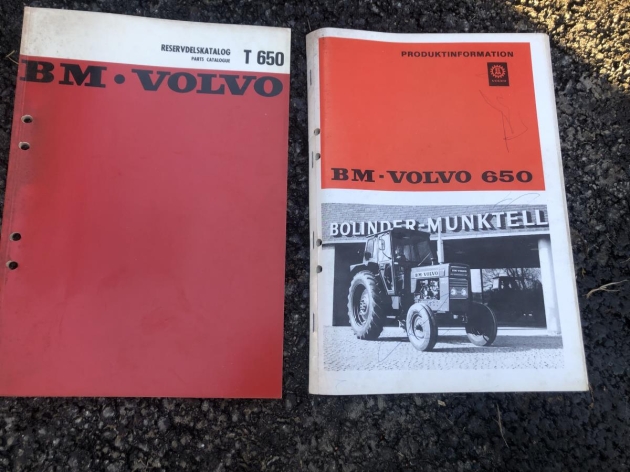 RESERVDELSKATALOG T 650
PARTS CATALOGUE
BM · VOLVO
PRODUKTINFORMATION
BM · VOLVO 650
BOLINDER-MUNKTELL
BM VOLVO